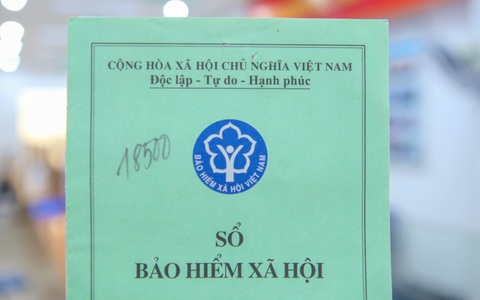 CỘNG HÒA XÃ HỘI CHỦ NGHĨA VIỆT NAM
Độc lập - Tự do - Hạnh phúc
18500
BẢO HIỂM XÃ HỘI VIỆT NAM
SỔ
BẢO HIỂM XÃ HỘI